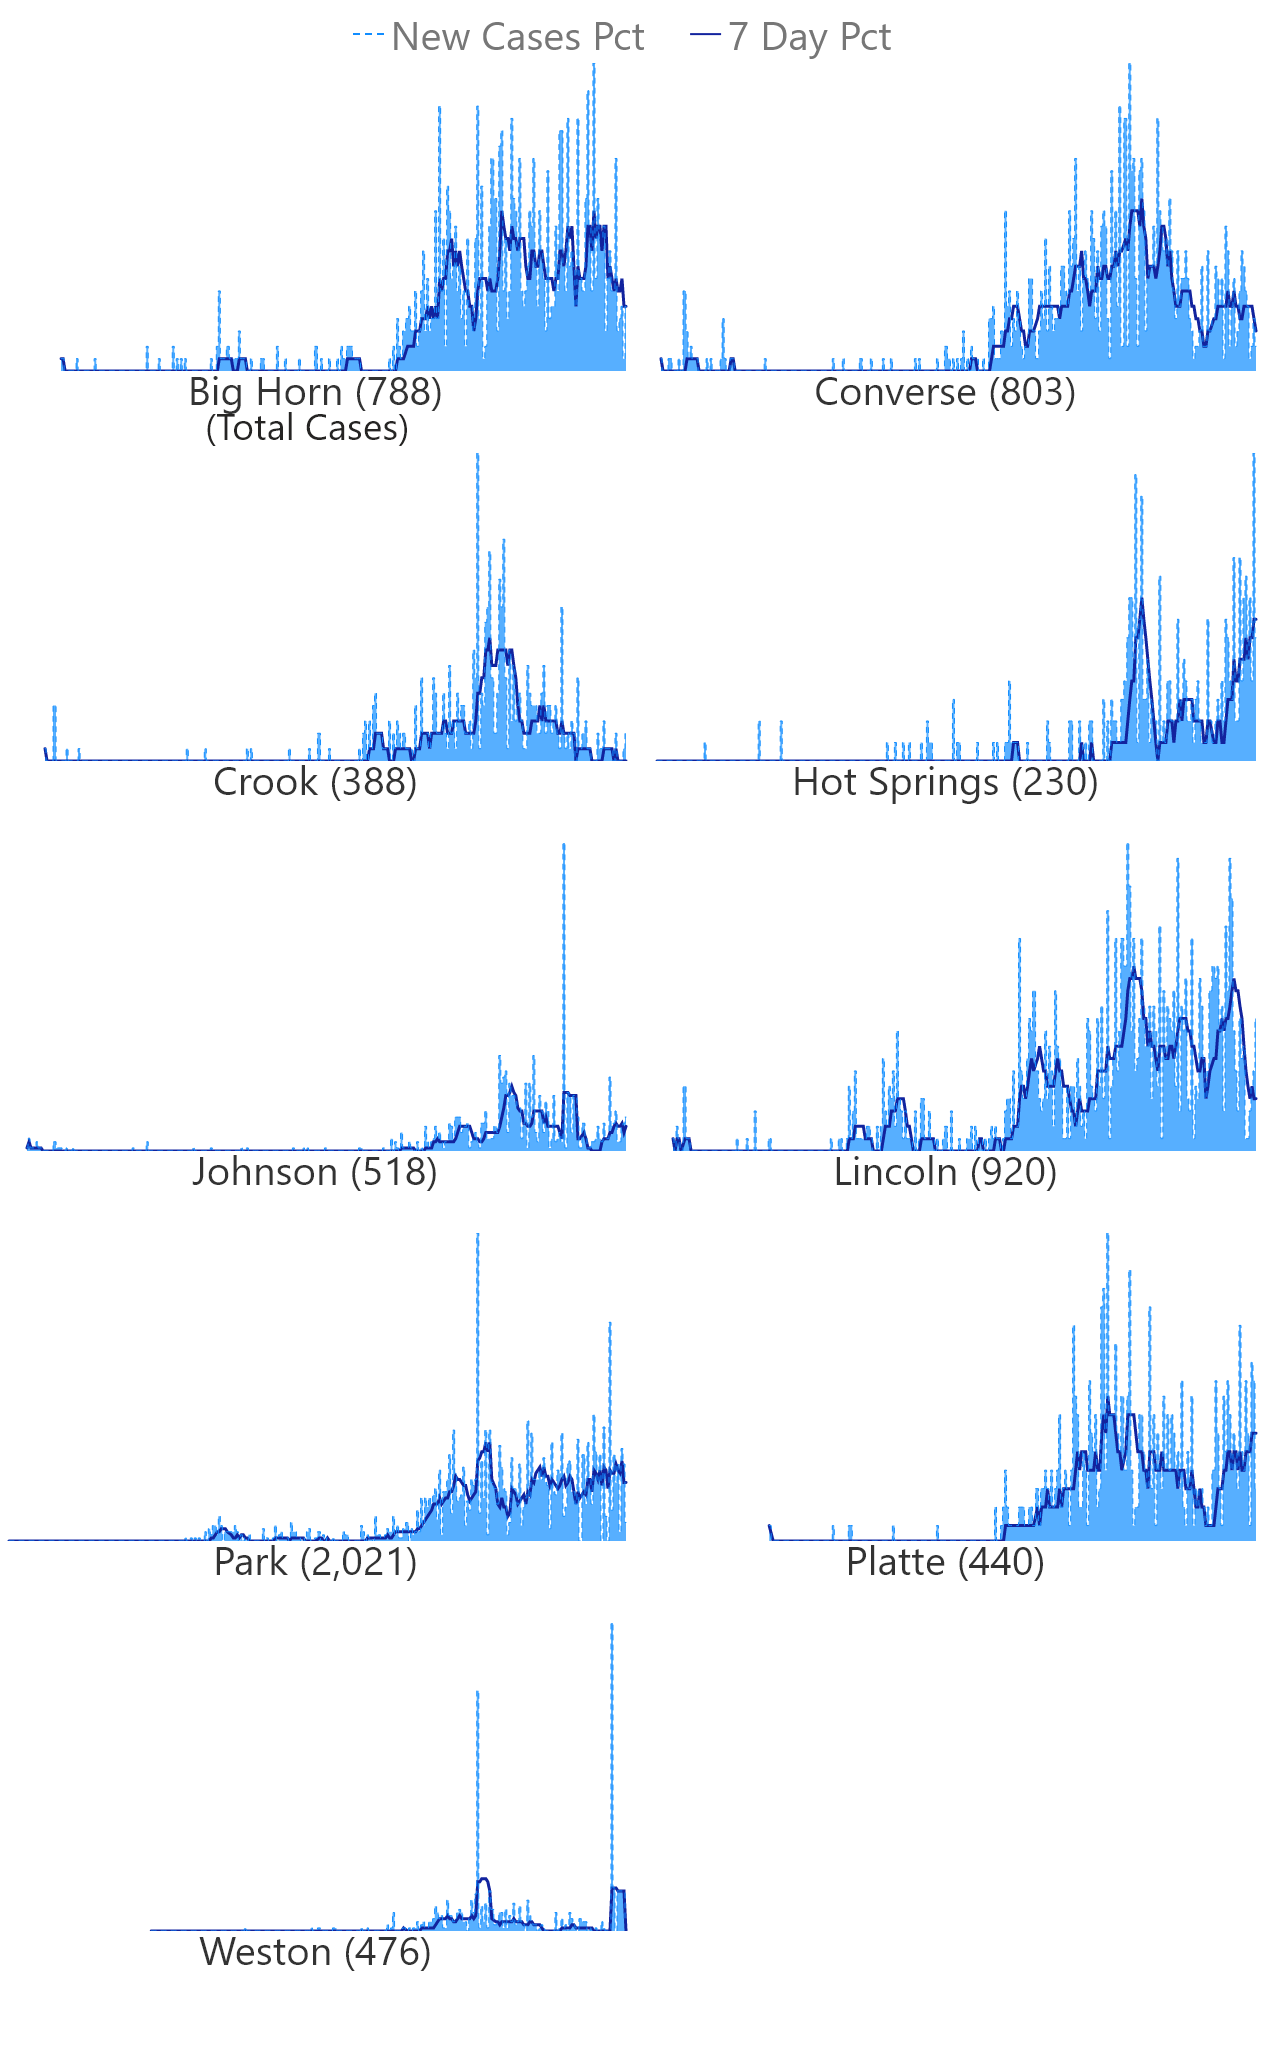 New Cases Pct 7 Day Pct
Big Horn (788) Converse (803)
(Total Cases)
Crook (388) Hot Springs (230)
Johnson (518) Lincoln (920)
Park (2,021) Platte (440)
Weston (476)